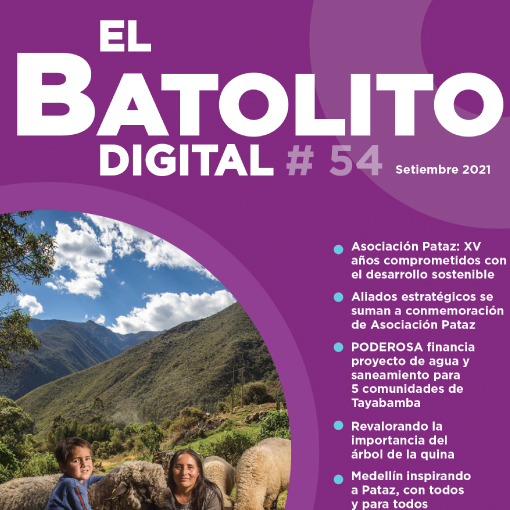 EL
BATOLITO
DIGITAL # 54
Setiembre 2021
Asociación Pataz: XV
años comprometidos con
el desarrollo sostenible
Aliados estratégicos se
suman a conmemoración
de Asociación Pataz
PODEROSA financia
proyecto de agua y
saneamiento para
5 comunidades de
Tayabamba
Revalorando la
importancia del
árbol de la quina
Medellín inspirando
a Pataz, con todos
y para todos